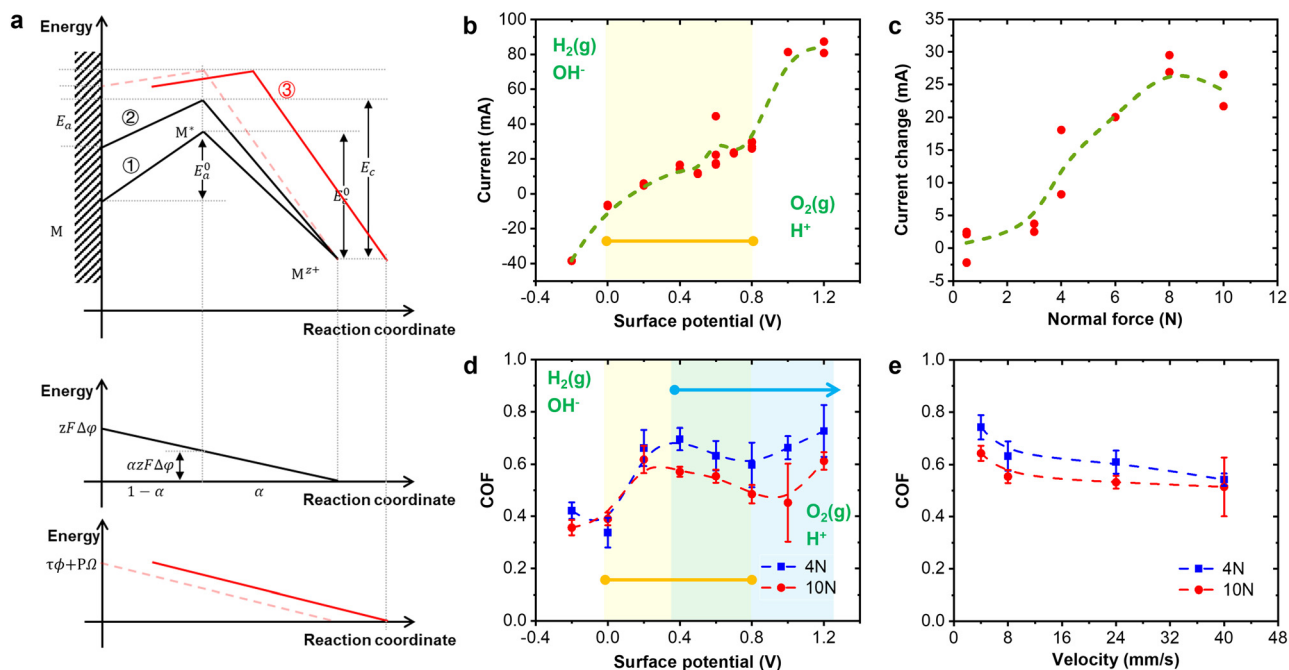 a
Energy
③
②
E_a
M*
①
E_a^0
E_c^0
E_c
M
M^{z+}
Reaction coordinate
Energy
zFΔφ
αzFΔφ
1 − α
α
Reaction coordinate
Energy
τϕ+PΩ
Reaction coordinate
b
100
80
60
40
20
0
-20
-40
Current (mA)
H2(g)
OH-
O2(g)
H+
-0.4
0.0
0.4
0.8
1.2
Surface potential (V)
c
35
30
25
20
15
10
5
0
-5
Current change (mA)
0
2
4
6
8
10
12
Normal force (N)
d
1.0
0.8
0.6
0.4
0.2
0.0
COF
H2(g)
OH-
O2(g)
H+
4N
10N
-0.4
0.0
0.4
0.8
1.2
Surface potential (V)
e
1.0
0.8
0.6
0.4
0.2
0.0
COF
4N
10N
0
8
16
24
32
40
48
Velocity (mm/s)